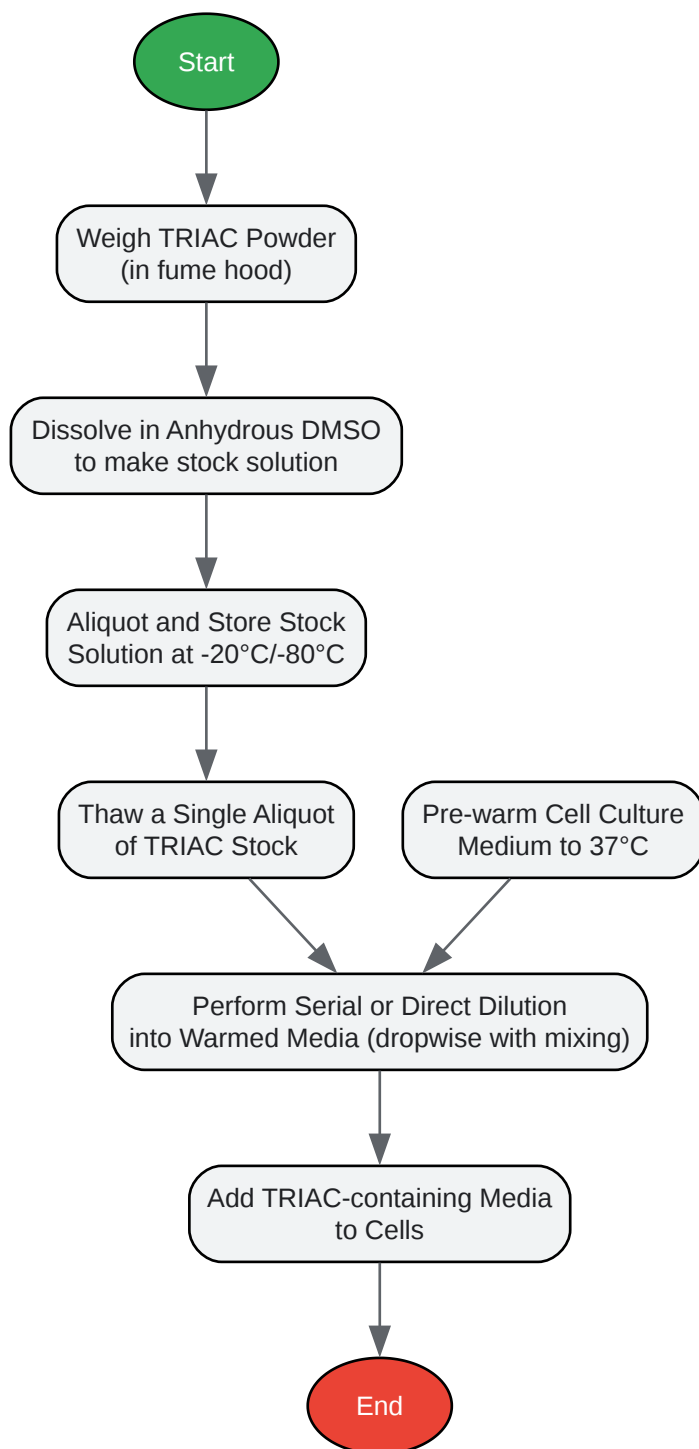 Start
Weigh TRIAC Powder
(in fume hood)
Dissolve in Anhydrous DMSO
to make stock solution
Aliquot and Store Stock
Solution at -20°C/-80°C
Thaw a Single Aliquot
of TRIAC Stock
Pre-warm Cell Culture
Medium to 37°C
Perform Serial or Direct Dilution
into Warmed Media (dropwise with mixing)
Add TRIAC-containing Media
to Cells
End